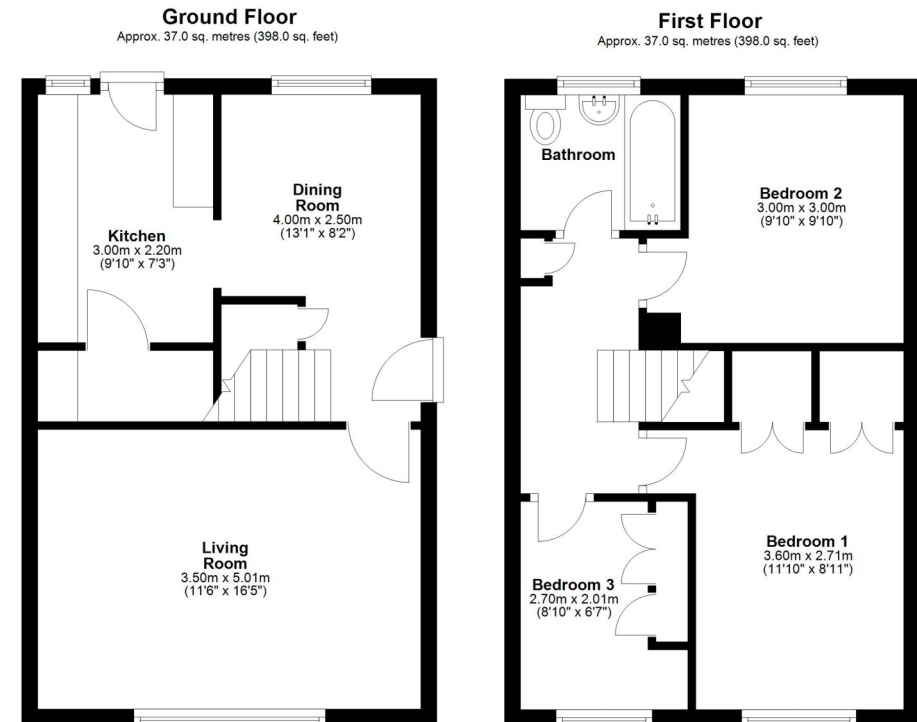 Ground Floor
Approx. 37.0 sq. metres (398.0 sq. feet)
Kitchen
3.00m x 2.20m
(9'10" x 7'3")
Dining
Room
4.00m x 2.50m
(13'1" x 8'2")
Living
Room
3.50m x 5.01m
(11'6" x 16'5")
First Floor
Approx. 37.0 sq. metres (398.0 sq. feet)
Bathroom
Bedroom 2
3.00m x 3.00m
(9'10" x 9'10")
Bedroom 1
3.60m x 2.71m
(11'10" x 8'11")
Bedroom 3
2.70m x 2.01m
(8'10" x 6'7")